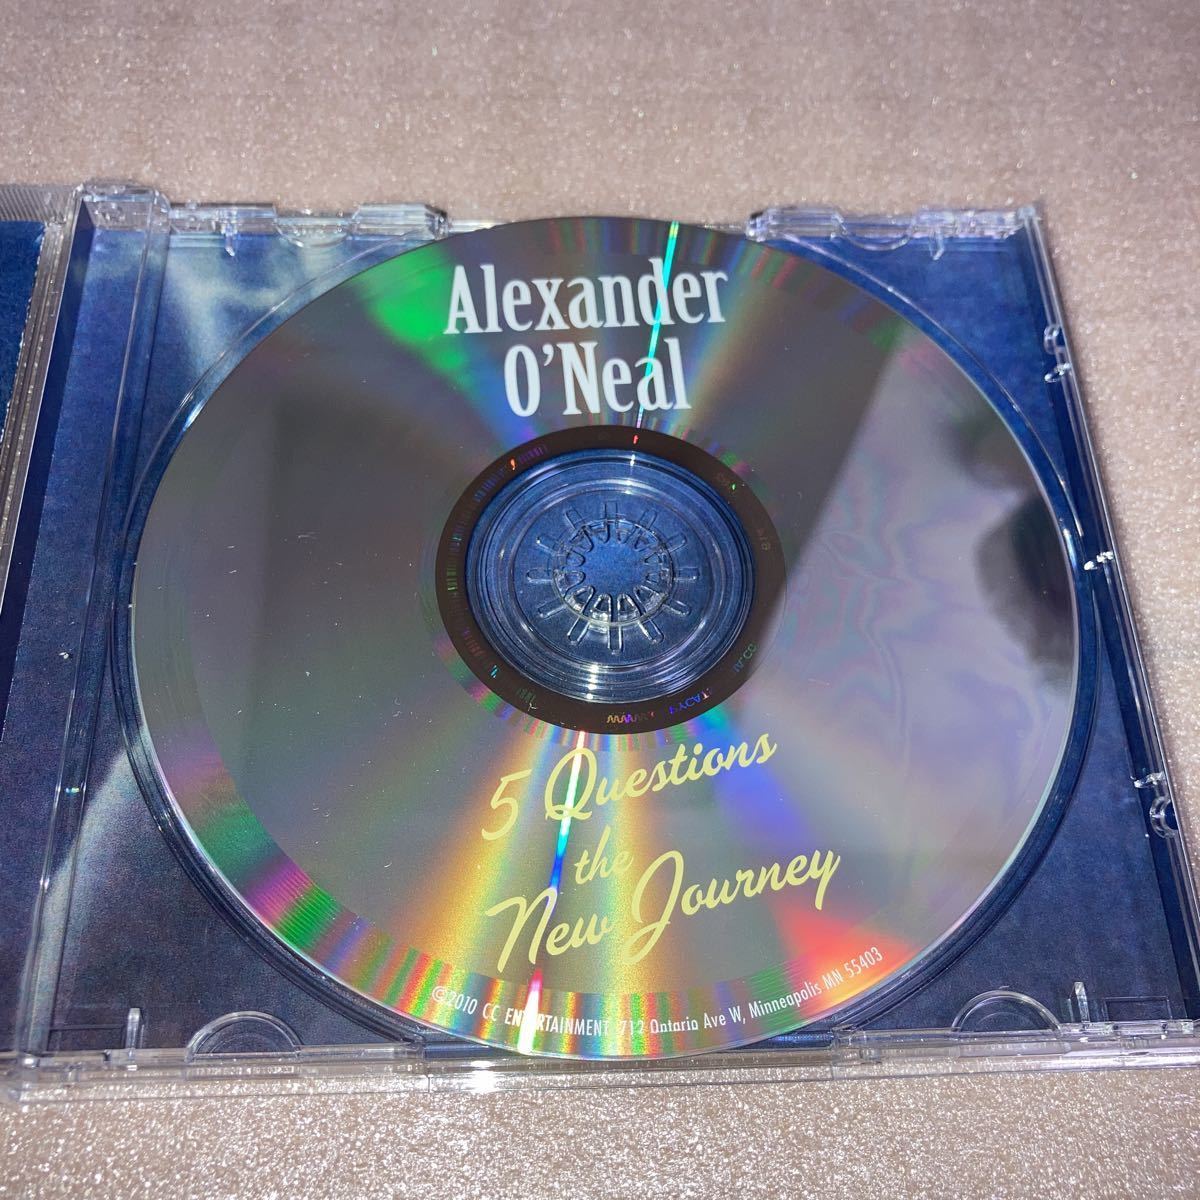 Alexander
O'Neal
5 Questions
the
New Journey
©2010 CC ENTERTAINMENT, 712 Ontario Ave W, Minneapolis MN 55403